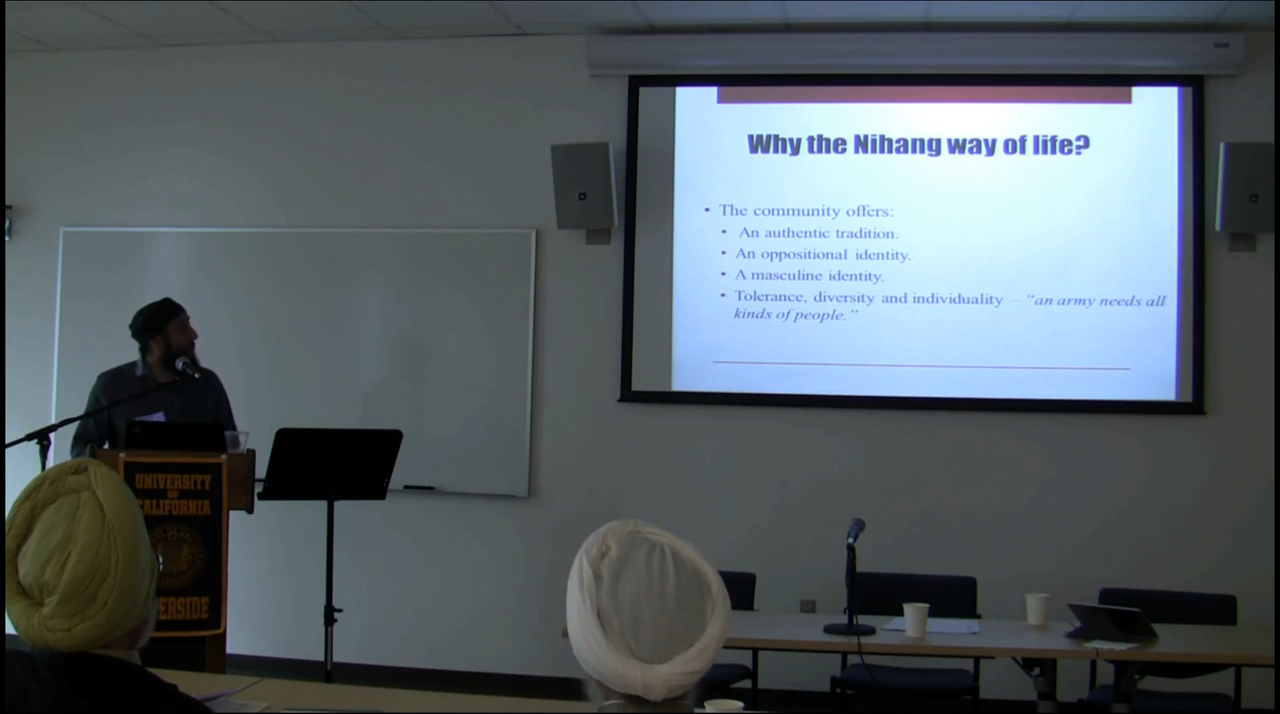 Why the Nihang way of life?
• The community offers:
• An authentic tradition.
• An oppositional identity.
• A masculine identity.
• Tolerance, diversity and individuality – "an army needs all
kinds of people."
UNIVERSITY
OF
CALIFORNIA
ERSIDE